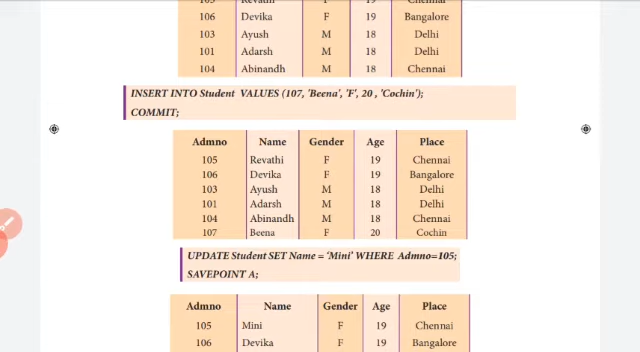 105 Revathi F 19 Chennai
106 Devika F 19 Bangalore
103 Ayush M 18 Delhi
101 Adarsh M 18 Delhi
104 Abinandh M 18 Chennai
INSERT INTO Student VALUES (107, 'Beena', 'F', 20 , 'Cochin');
COMMIT;
Admno Name Gender Age Place
105 Revathi F 19 Chennai
106 Devika F 19 Bangalore
103 Ayush M 18 Delhi
101 Adarsh M 18 Delhi
104 Abinandh M 18 Chennai
107 Beena F 20 Cochin
UPDATE Student SET Name = ‘Mini’ WHERE Admno=105;
SAVEPOINT A;
Admno Name Gender Age Place
105 Mini F 19 Chennai
106 Devika F 19 Bangalore